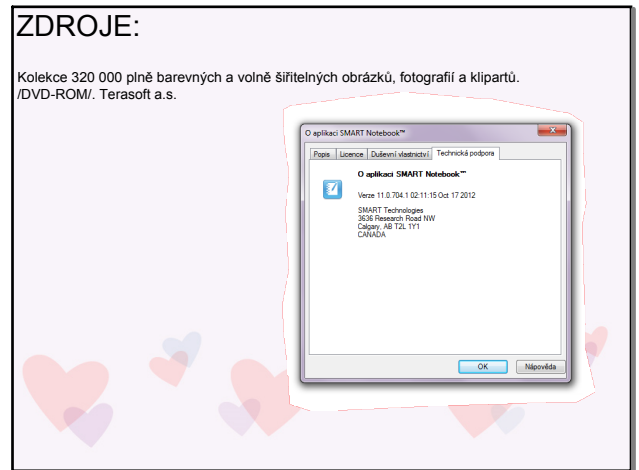 ZDROJE:
Kolekce 320 000 plně barevných a volně šiřitelných obrázků, fotografií a klipartů.
/DVD-ROM/. Terasoft a.s.
O aplikaci SMART Notebook™
Popis Licence Duševní vlastnictví Technická podpora
O aplikaci SMART Notebook™
Verze 11.0.704.1 02:11:15 Oct 17 2012
SMART Technologies
3636 Research Road NW
Calgary, AB T2L 1Y1
CANADA
OK Nápověda